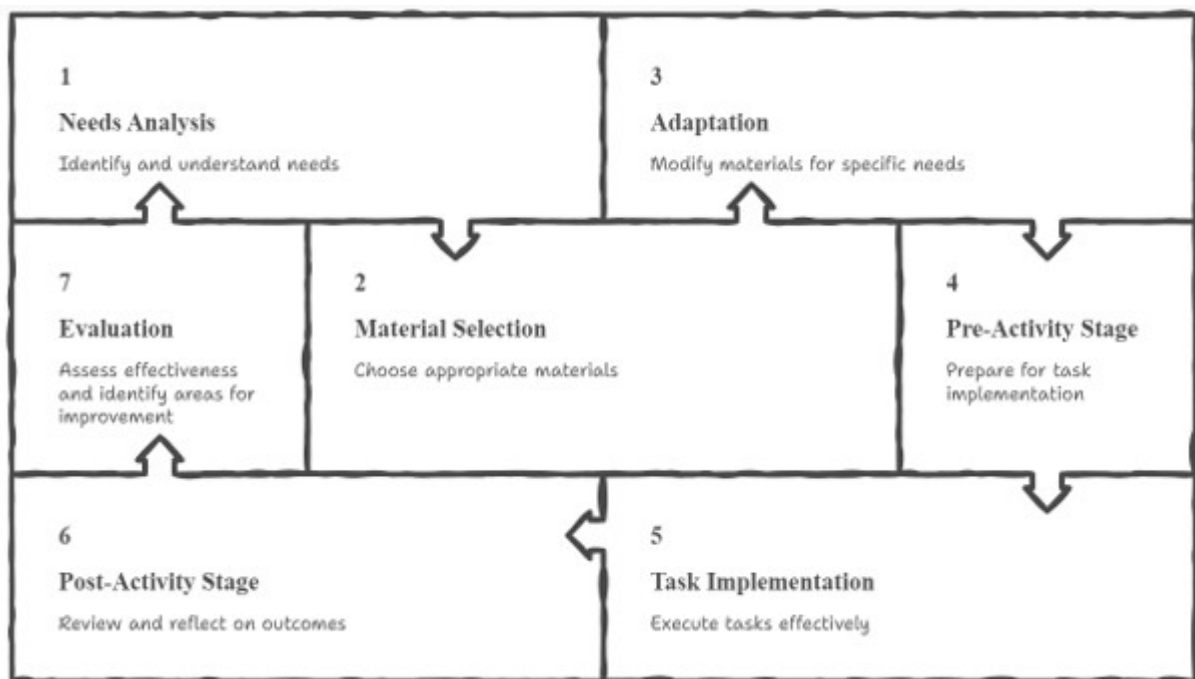 1
Needs Analysis
Identify and understand needs
3
Adaptation
Modify materials for specific needs
7
Evaluation
Assess effectiveness
and identify areas for
improvement
2
Material Selection
Choose appropriate materials
4
Pre-Activity Stage
Prepare for task
implementation
6
Post-Activity Stage
Review and reflect on outcomes
5
Task Implementation
Execute tasks effectively